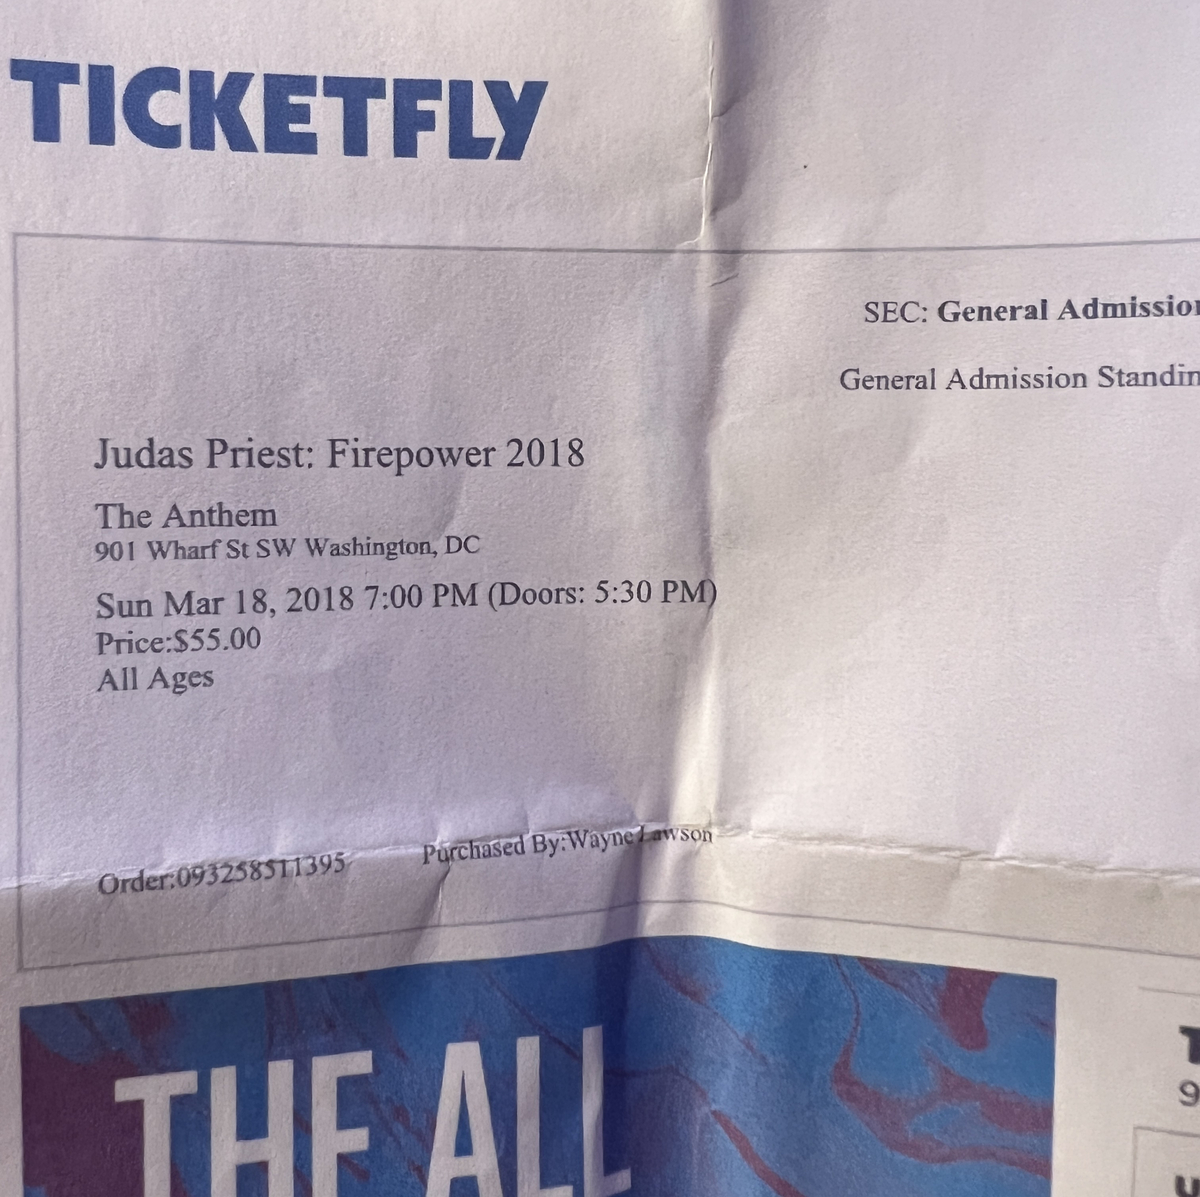 TICKETFLY
SEC: General Admission
General Admission Standin
Judas Priest: Firepower 2018
The Anthem
901 Wharf St SW Washington, DC
Sun Mar 18, 2018 7:00 PM (Doors: 5:30 PM)
Price:$55.00
All Ages
Order:093258511395
Purchased By:Wayne Lawson
THE ALL
9